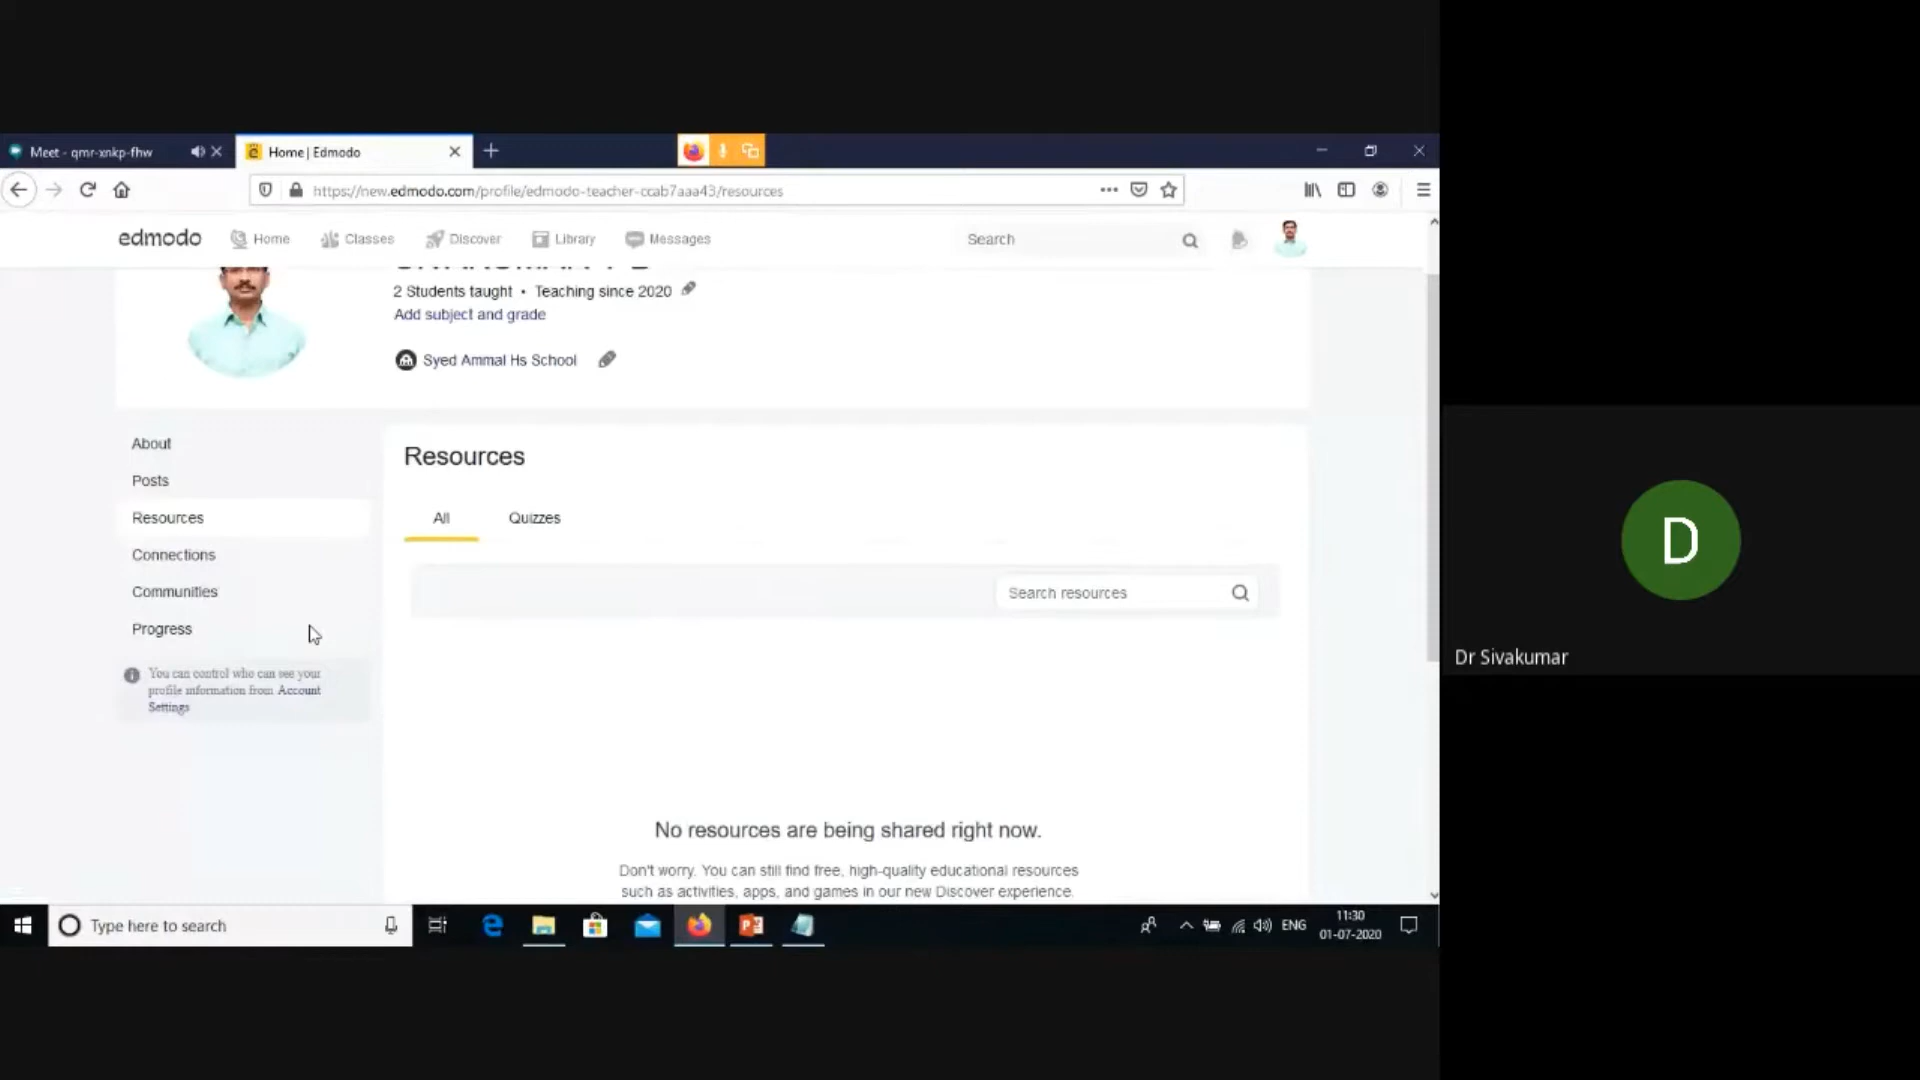 Meet - qmr-xnkp-fhw
Home | Edmodo
https://new.edmodo.com/profile/edmodo-teacher-ccab7aaa43/resources
edmodo
Home
Classes
Discover
Library
Messages
Search
2 Students taught • Teaching since 2020
Add subject and grade
Syed Ammal Hs School
About
Posts
Resources
Connections
Communities
Progress
You can control who can see your
profile information from Account
Settings
Resources
All
Quizzes
Search resources
No resources are being shared right now.
Don't worry. You can still find free, high-quality educational resources
such as activities, apps, and games in our new Discover experience.
D
Dr Sivakumar
Type here to search
ENG
11:30
01-07-2020